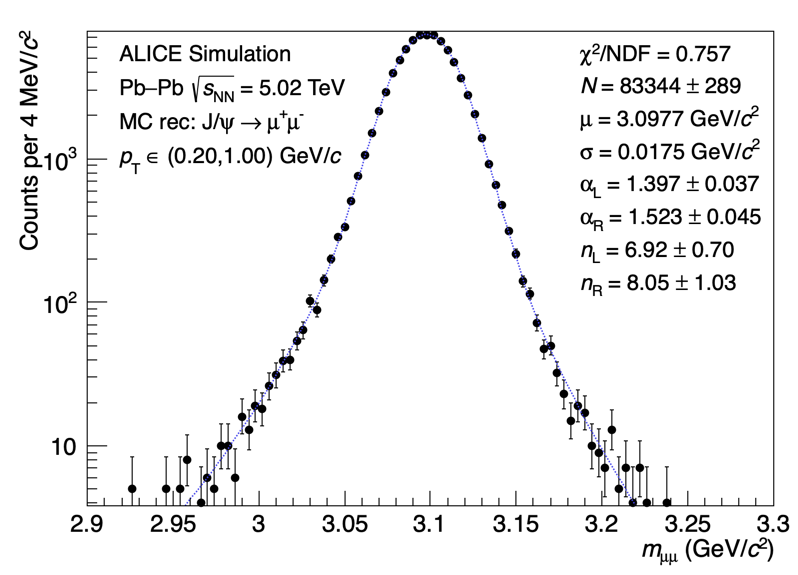 Counts per 4 MeV/c²
ALICE Simulation
Pb–Pb √sNN = 5.02 TeV
MC rec: J/ψ → μ⁺μ⁻
pT ∈ (0.20,1.00) GeV/c
χ²/NDF = 0.757
N = 83344 ± 289
μ = 3.0977 GeV/c²
σ = 0.0175 GeV/c²
αL = 1.397 ± 0.037
αR = 1.523 ± 0.045
nL = 6.92 ± 0.70
nR = 8.05 ± 1.03
10³
10²
10
2.9 2.95 3 3.05 3.1 3.15 3.2 3.25 3.3
mμμ (GeV/c²)